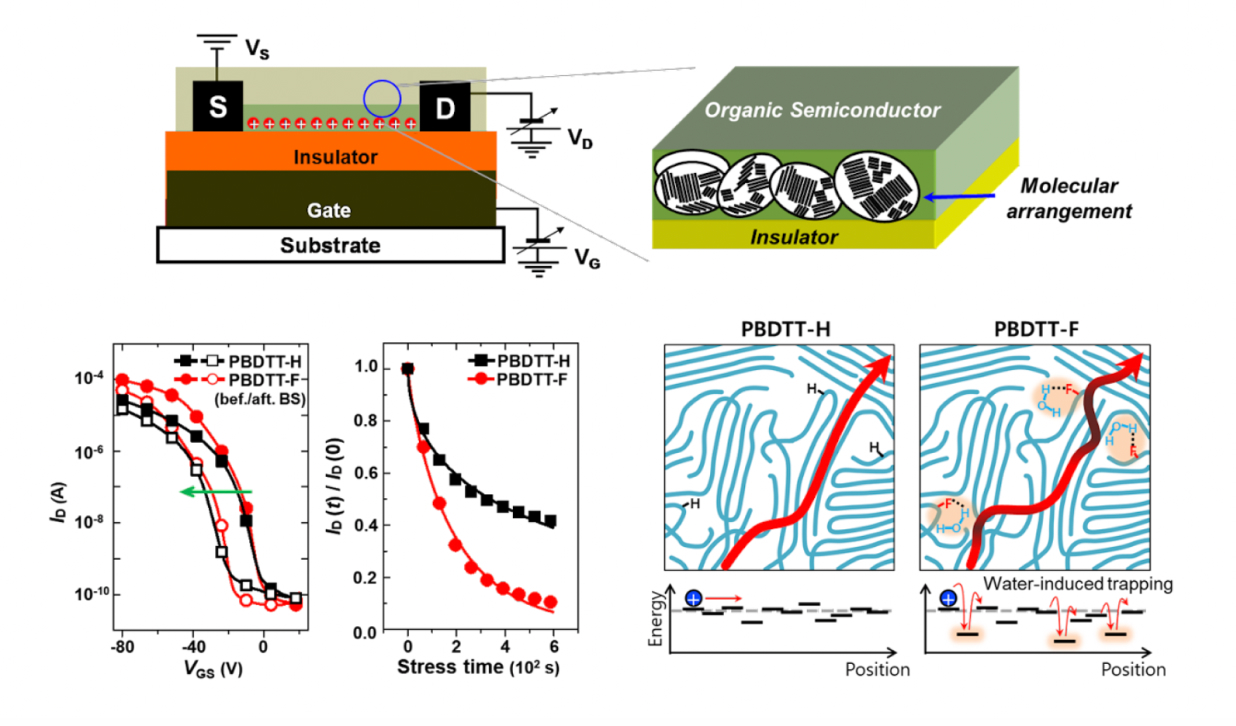 V_S
S
D
V_D
Insulator
Gate
Substrate
V_G
Organic Semiconductor
Molecular
arrangement
Insulator
PBDTT-H
PBDTT-F
(bef./aft. BS)
I_D (A)
10^-4
10^-6
10^-8
10^-10
-80
-40
0
V_GS (V)
PBDTT-H
PBDTT-F
I_D (t) / I_D (0)
1.0
0.8
0.6
0.4
0.2
0.0
0
2
4
6
Stress time (10^2 s)
PBDTT-H
H
H
H
Energy
Position
PBDTT-F
H F
O
H
O H
H
F
F
H
H O
Water-induced trapping
Position